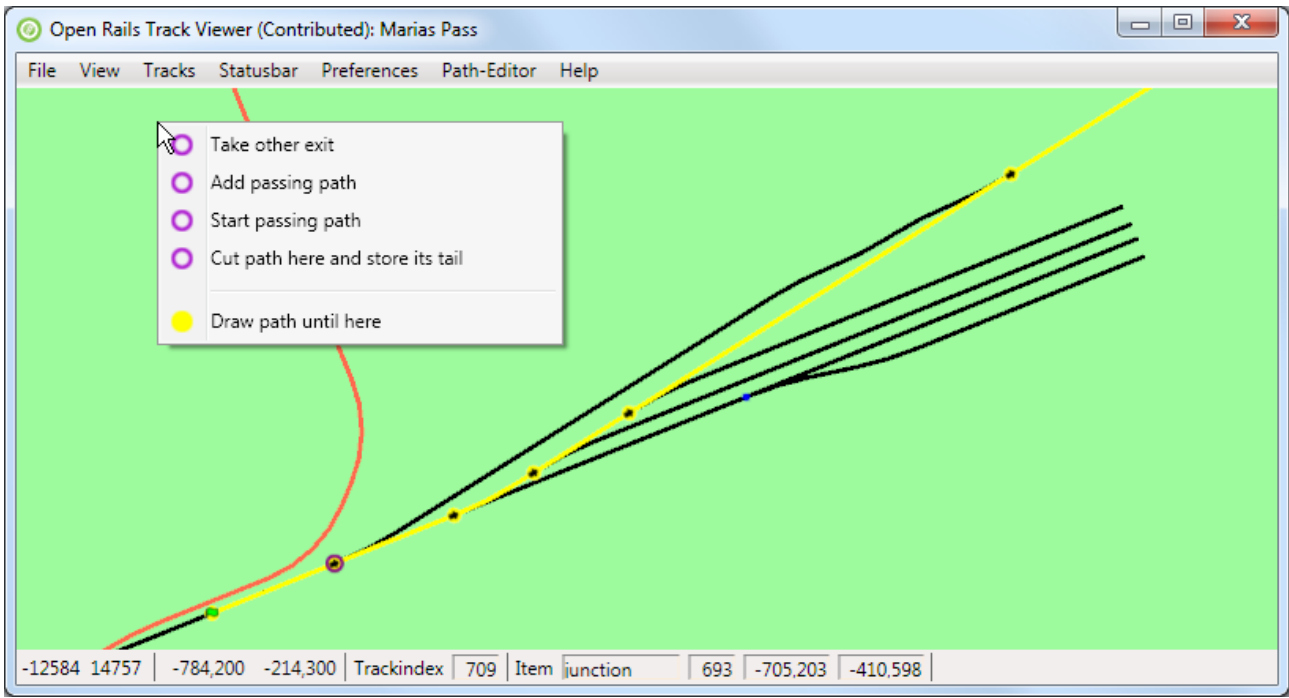 Open Rails Track Viewer (Contributed): Marias Pass
File View Tracks Statusbar Preferences Path-Editor Help
Take other exit
Add passing path
Start passing path
Cut path here and store its tail
Draw path until here
-12584 14757 -784,200 -214,300 Trackindex 709 Item junction 693 -705,203 -410,598